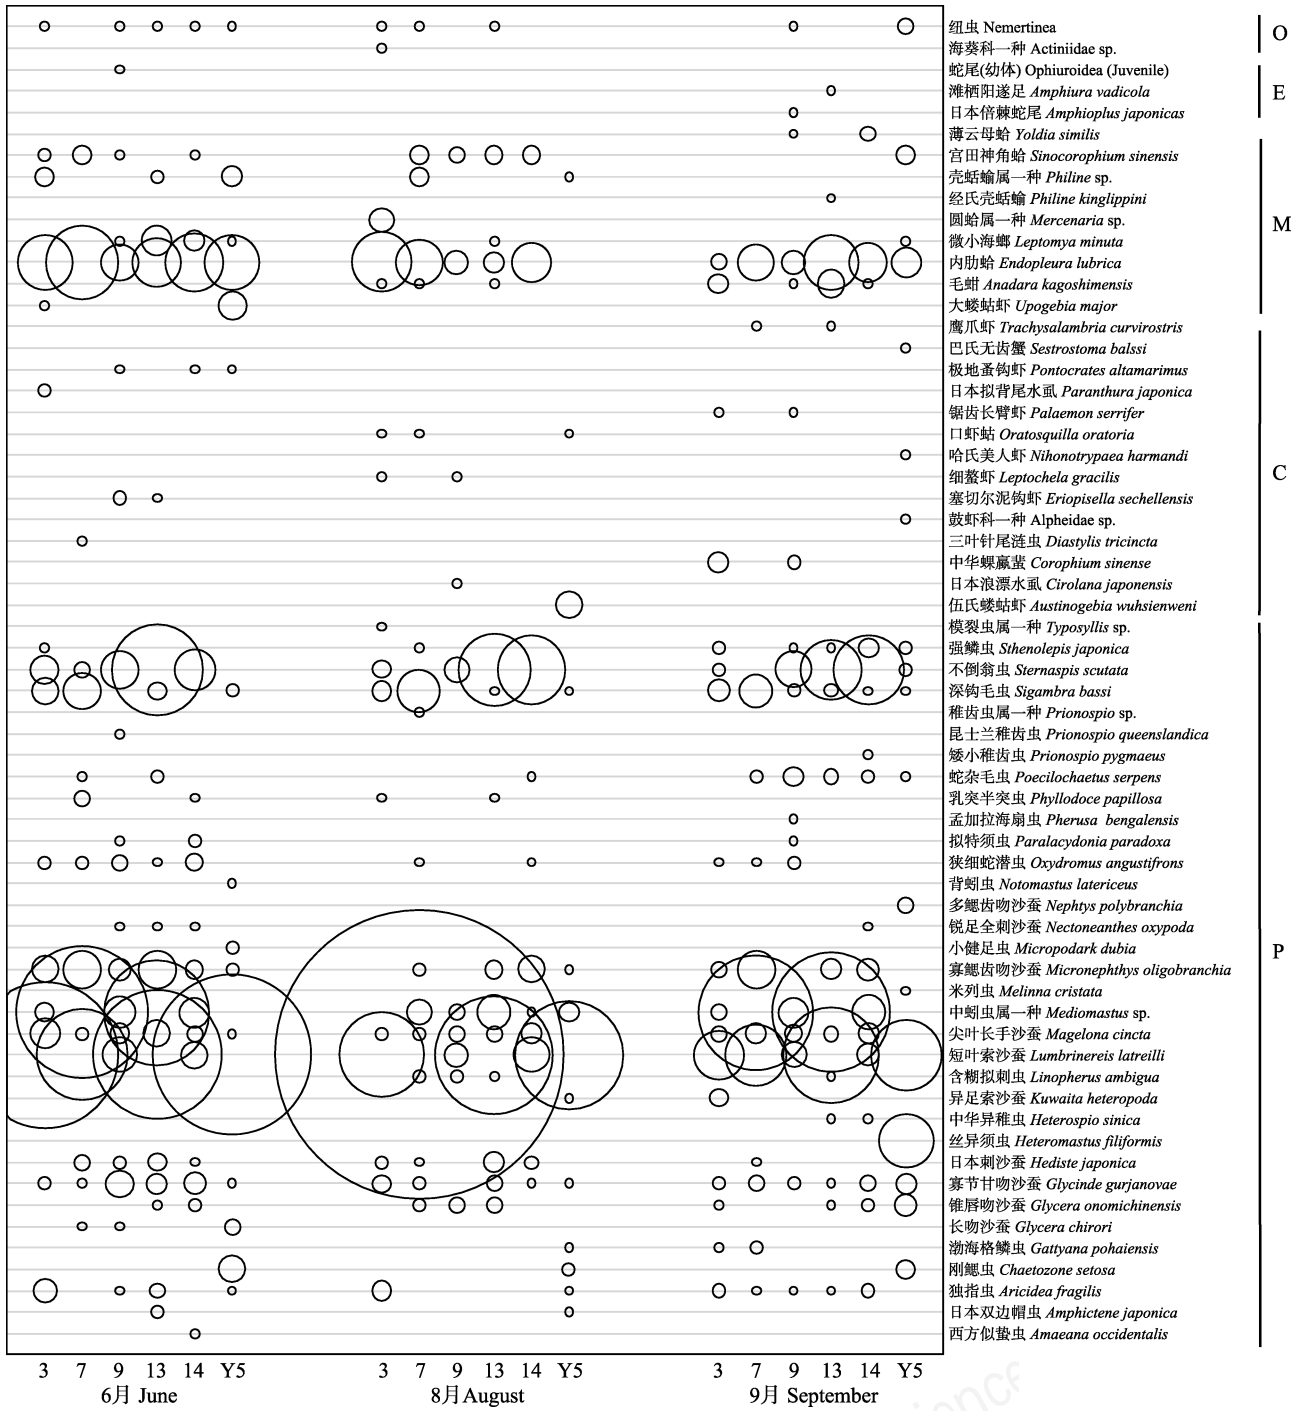 纽虫 Nemertinea
海葵科一种 Actiniidae sp.
蛇尾(幼体) Ophiuroidea (Juvenile)
滩栖阳遂足 Amphiura vadicola
日本倍棘蛇尾 Amphioplus japonicas
薄云母蛤 Yoldia similis
宫田神角蛤 Sinocorophium sinensis
壳蛞蝓属一种 Philine sp.
经氏壳蛞蝓 Philine kinglippini
圆蛤属一种 Mercenaria sp.
微小海螂 Leptomya minuta
内肋蛤 Endopleura lubrica
毛蚶 Anadara kagoshimensis
大蝼蛄虾 Upogebia major
鹰爪虾 Trachysalambria curvirostris
巴氏无齿蟹 Sestrostoma balssi
极地蚤钩虾 Pontocrates altamarimus
日本拟背尾水虱 Paranthura japonica
锯齿长臂虾 Palaemon serrifer
口虾蛄 Oratosquilla oratoria
哈氏美人虾 Nihonotrypaea harmandi
细螯虾 Leptochela gracilis
塞切尔泥钩虾 Eriopisella sechellensis
鼓虾科一种 Alpheidae sp.
三叶针尾涟虫 Diastylis tricincta
中华蜾蠃蜚 Corophium sinense
日本浪漂水虱 Cirolana japonensis
伍氏蝼蛄虾 Austinogebia wuhsienweni
模裂虫属一种 Typosyllis sp.
强鳞虫 Sthenolepis japonica
不倒翁虫 Sternaspis scutata
深钩毛虫 Sigambra bassi
稚齿虫属一种 Prionospio sp.
昆士兰稚齿虫 Prionospio queenslandica
矮小稚齿虫 Prionospio pygmaeus
蛇杂毛虫 Poecilochaetus serpens
乳突半突虫 Phyllodoce papillosa
孟加拉海扇虫 Pherusa bengalensis
拟特须虫 Paralacydonia paradoxa
狭细蛇潜虫 Oxydromus angustifrons
背蚓虫 Notomastus latericeus
多鳃齿吻沙蚕 Nephtys polybranchia
锐足全刺沙蚕 Nectoneanthes oxypoda
小健足虫 Micropodark dubia
寡鳃齿吻沙蚕 Micronephthys oligobranchia
米列虫 Melinna cristata
中蚓虫属一种 Mediomastus sp.
尖叶长手沙蚕 Magelona cincta
短叶索沙蚕 Lumbrinereis latreilli
含糊拟刺虫 Linopherus ambigua
异足索沙蚕 Kuwaita heteropoda
中华异稚虫 Heterospio sinica
丝异须虫 Heteromastus filiformis
日本刺沙蚕 Hediste japonica
寡节甘吻沙蚕 Glycinde gurjanovae
锥唇吻沙蚕 Glycera onomichinensis
长吻沙蚕 Glycera chirori
渤海格鳞虫 Gattyana pohaiensis
刚鳃虫 Chaetozone setosa
独指虫 Aricidea fragilis
日本双边帽虫 Amphictene japonica
西方似蛰虫 Amaeana occidentalis
O
E
M
C
P
3 7 9 13 14 Y5 3 7 9 13 14 Y5 3 7 9 13 14 Y5
6月 June 8月August 9月 September